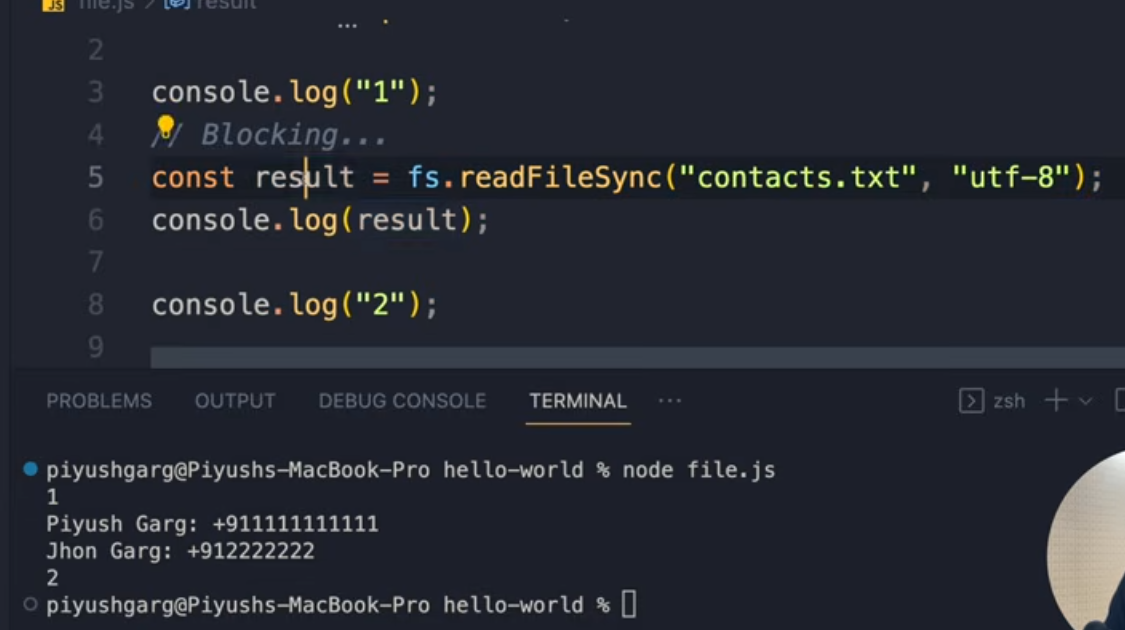 JS file.js > result
...
2
3 console.log("1");
4 // Blocking...
5 const result = fs.readFileSync("contacts.txt", "utf-8");
6 console.log(result);
7
8 console.log("2");
9
PROBLEMS OUTPUT DEBUG CONSOLE TERMINAL ... zsh
piyushgarg@Piyushs-MacBook-Pro hello-world % node file.js
1
Piyush Garg: +911111111111
Jhon Garg: +912222222
2
piyushgarg@Piyushs-MacBook-Pro hello-world %